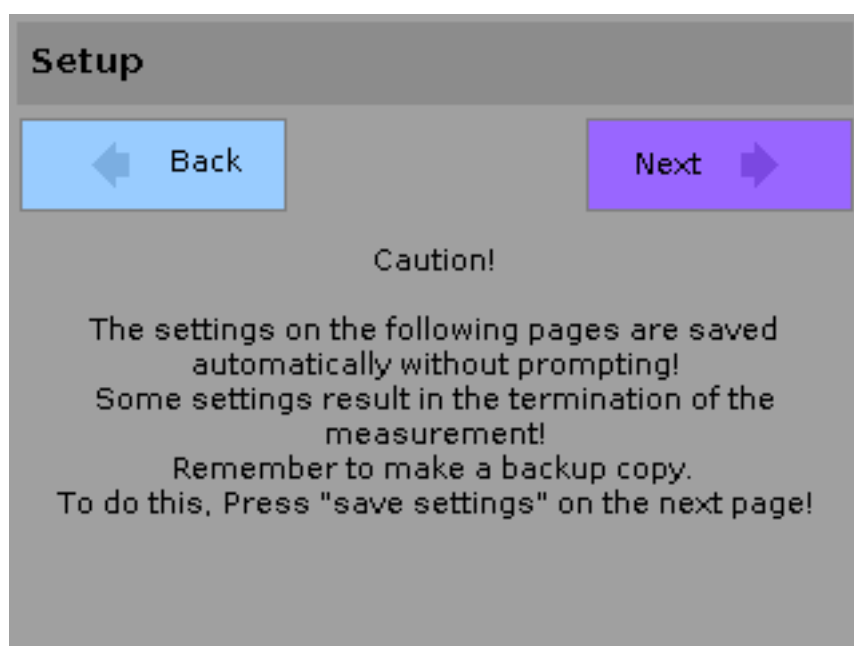 Setup
Back
Next
Caution!
The settings on the following pages are saved
automatically without prompting!
Some settings result in the termination of the
measurement!
Remember to make a backup copy.
To do this, Press "save settings" on the next page!